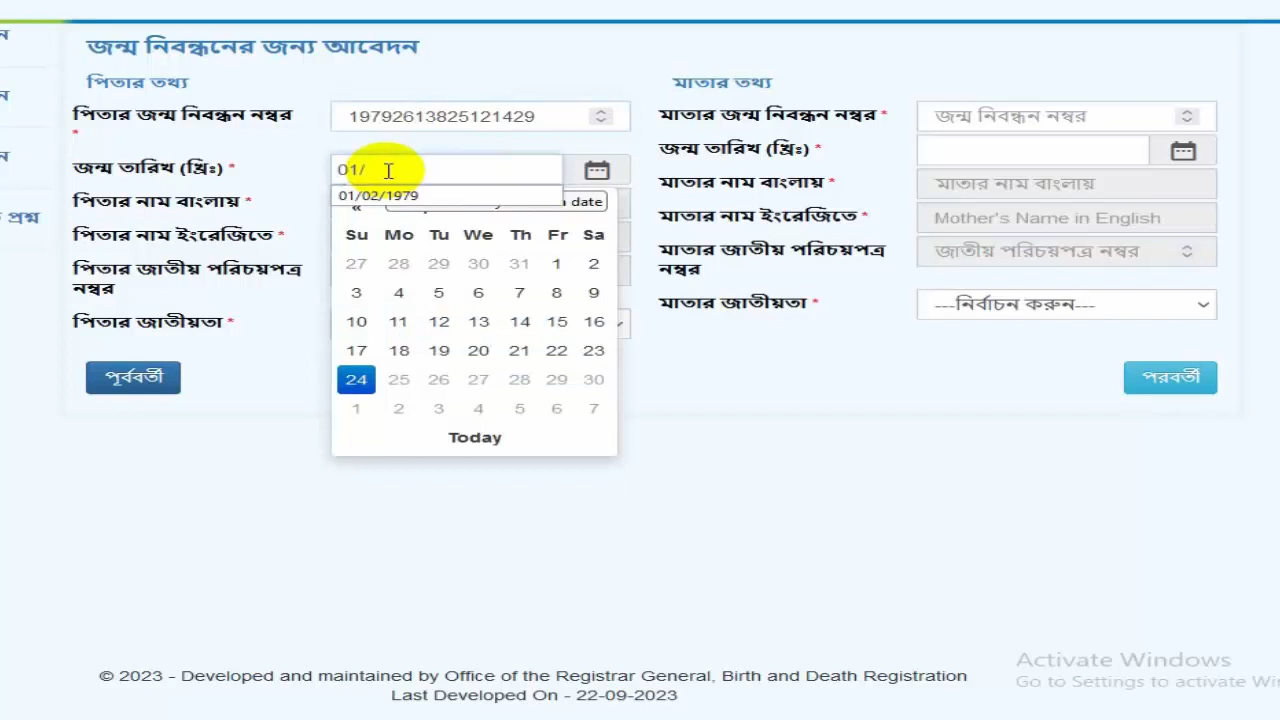 ন
ন
ন
ত প্রশ্ন
জন্ম নিবন্ধনের জন্য আবেদন
পিতার তথ্য
পিতার জন্ম নিবন্ধন নম্বর
*
19792613825121429
জন্ম তারিখ (খ্রিঃ) *
01/
01/02/1979
পিতার নাম বাংলায় *
পিতার নাম ইংরেজিতে *
পিতার জাতীয় পরিচয়পত্র
নম্বর
পিতার জাতীয়তা *
« date
Su Mo Tu We Th Fr Sa
27 28 29 30 31 1 2
3 4 5 6 7 8 9
10 11 12 13 14 15 16
17 18 19 20 21 22 23
24 25 26 27 28 29 30
1 2 3 4 5 6 7
Today
মাতার তথ্য
মাতার জন্ম নিবন্ধন নম্বর *
জন্ম নিবন্ধন নম্বর
জন্ম তারিখ (খ্রিঃ) *
মাতার নাম বাংলায় *
মাতার নাম বাংলায়
মাতার নাম ইংরেজিতে *
Mother's Name in English
মাতার জাতীয় পরিচয়পত্র
নম্বর
জাতীয় পরিচয়পত্র নম্বর
মাতার জাতীয়তা *
---নির্বাচন করুন---
পূর্ববর্তী
পরবর্তী
© 2023 - Developed and maintained by Office of the Registrar General, Birth and Death Registration
Last Developed On - 22-09-2023
Activate Windows
Go to Settings to activate Wi